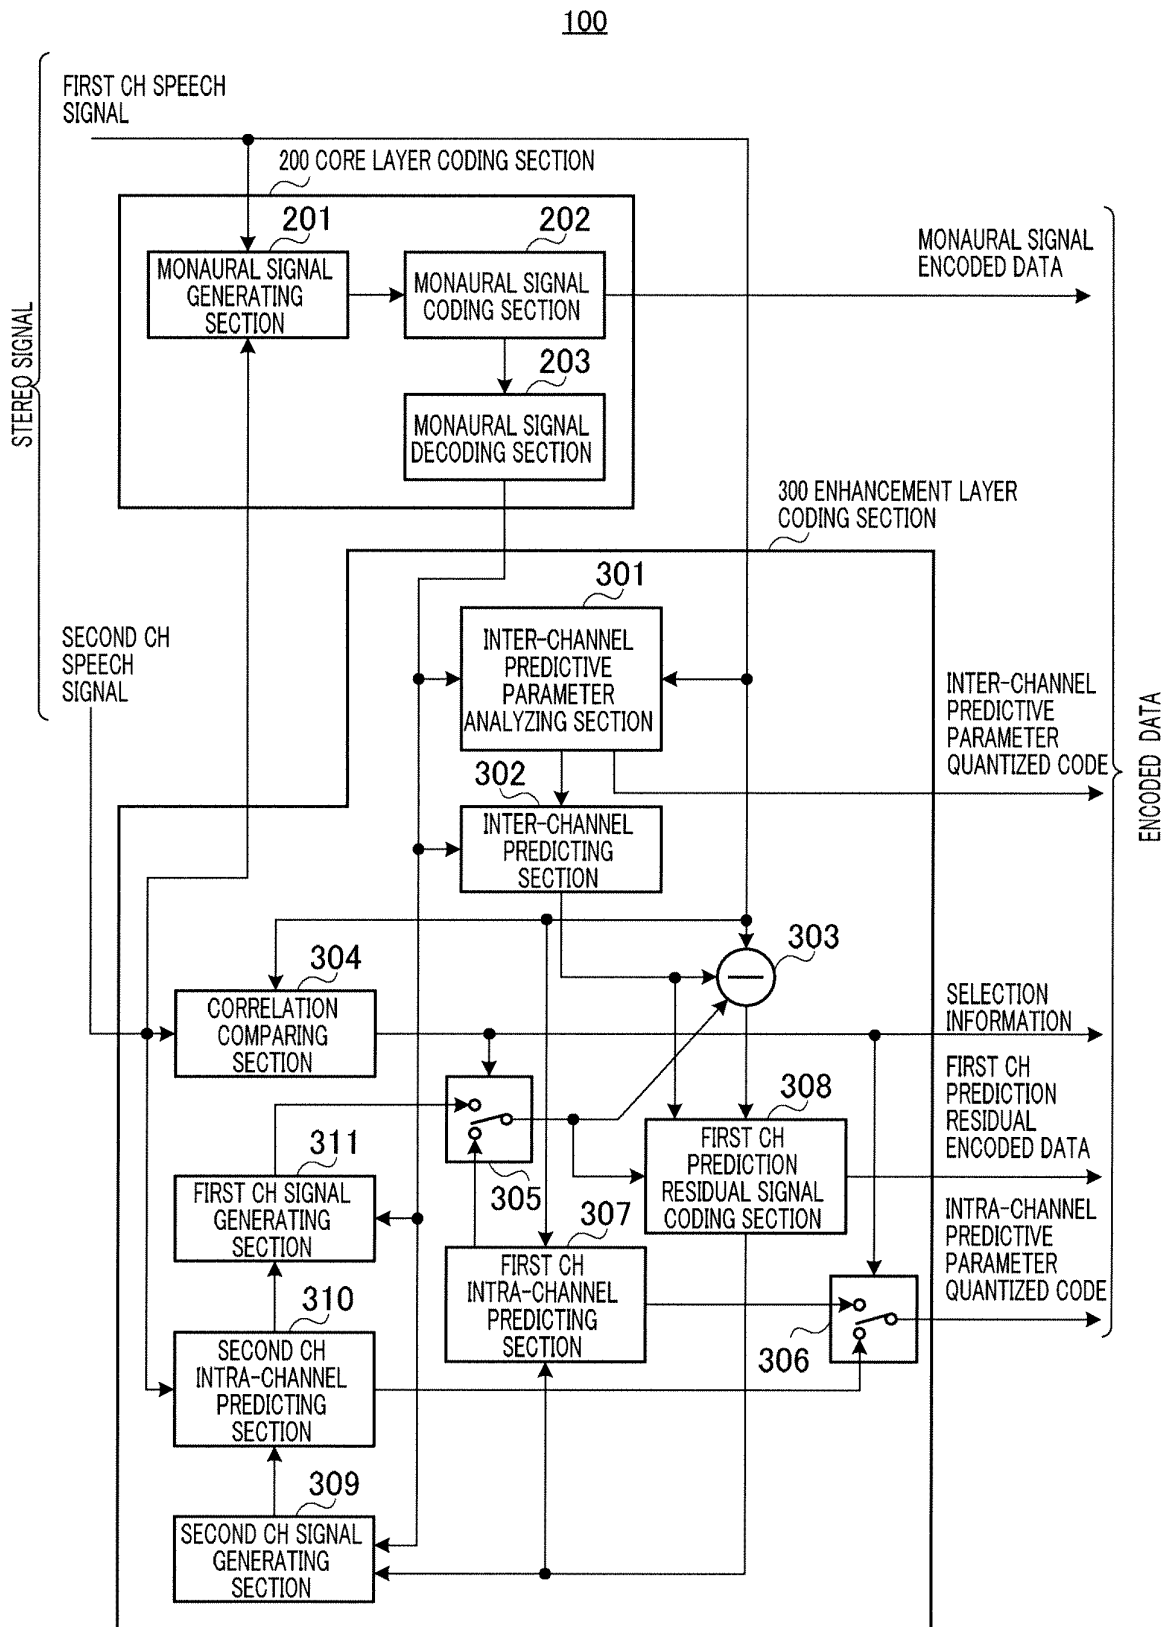 100
FIRST CH SPEECH
SIGNAL
200 CORE LAYER CODING SECTION
201
MONAURAL SIGNAL
GENERATING
SECTION
202
MONAURAL SIGNAL
CODING SECTION
MONAURAL SIGNAL
ENCODED DATA
203
MONAURAL SIGNAL
DECODING SECTION
STEREO SIGNAL
300 ENHANCEMENT LAYER
CODING SECTION
301
INTER-CHANNEL
PREDICTIVE
PARAMETER
ANALYZING SECTION
SECOND CH
SPEECH
SIGNAL
INTER-CHANNEL
PREDICTIVE
PARAMETER
QUANTIZED CODE
ENCODED DATA
302
INTER-CHANNEL
PREDICTING
SECTION
303
304
CORRELATION
COMPARING
SECTION
SELECTION
INFORMATION
305
308
FIRST CH
PREDICTION
RESIDUAL SIGNAL
CODING SECTION
FIRST CH
PREDICTION
RESIDUAL
ENCODED DATA
311
FIRST CH SIGNAL
GENERATING
SECTION
307
FIRST CH
INTRA-CHANNEL
PREDICTING
SECTION
INTRA-CHANNEL
PREDICTIVE
PARAMETER
QUANTIZED CODE
306
310
SECOND CH
INTRA-CHANNEL
PREDICTING
SECTION
309
SECOND CH SIGNAL
GENERATING
SECTION